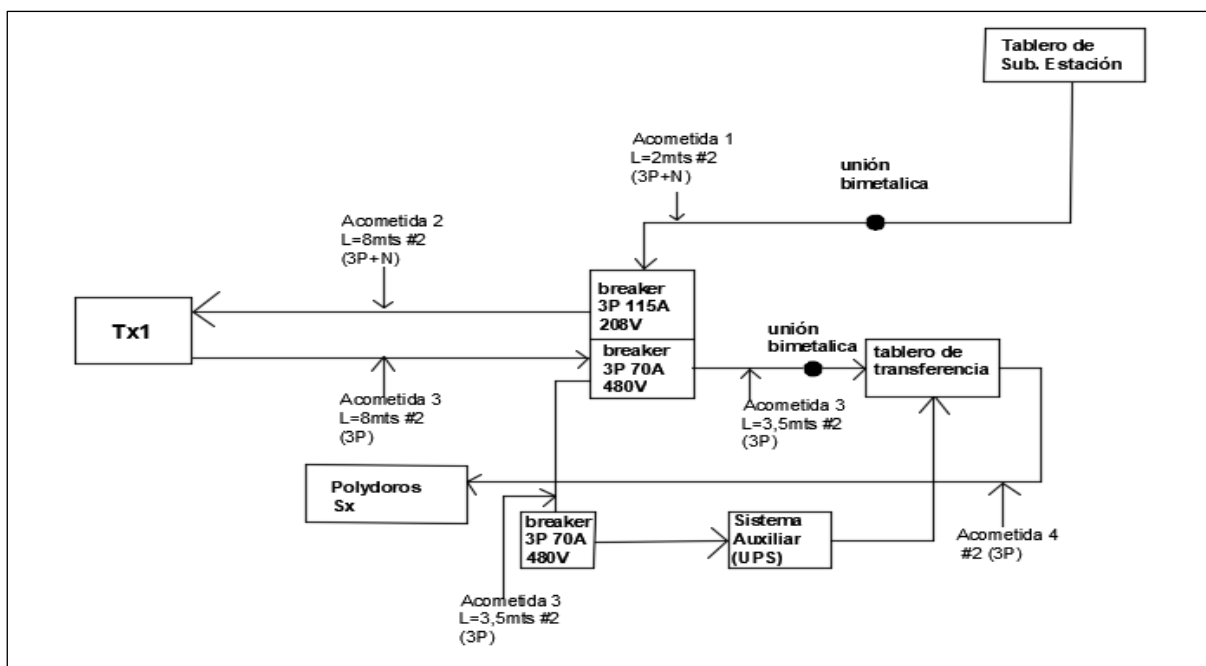 Tablero de
Sub. Estación
Acometida 1
L=2mts #2
(3P+N)
unión
bimetalica
Acometida 2
L=8mts #2
(3P+N)
breaker
3P 115A
208V
Tx1
unión
bimetalica
breaker
3P 70A
480V
tablero de
transferencia
Acometida 3
L=8mts #2
(3P)
Acometida 3
L=3,5mts #2
(3P)
Polydoros
Sx
breaker
3P 70A
480V
Sistema
Auxiliar
(UPS)
Acometida 4
#2 (3P)
Acometida 3
L=3,5mts #2
(3P)